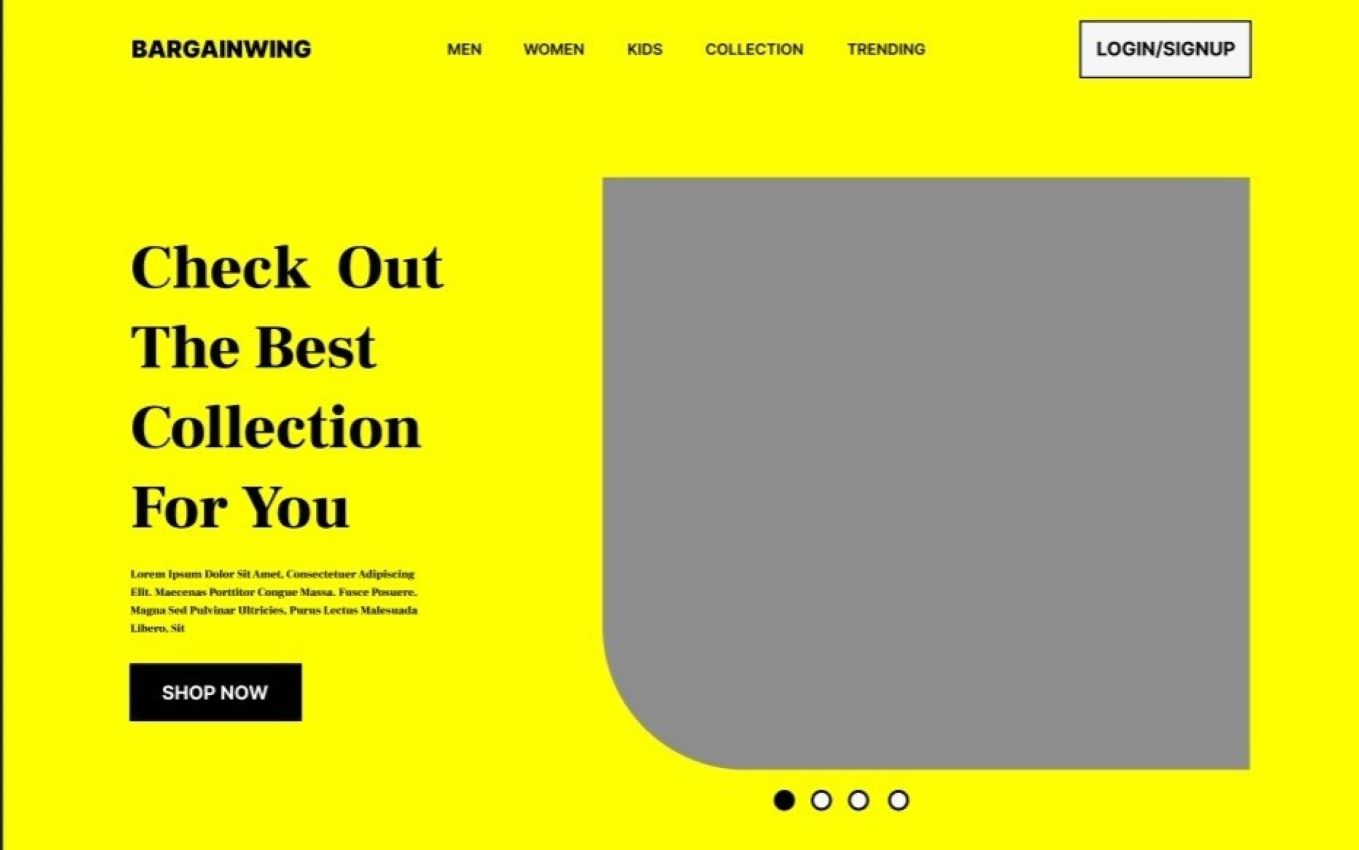 BARGAINWING MEN WOMEN KIDS COLLECTION TRENDING LOGIN/SIGNUP
Check Out
The Best
Collection
For You
Lorem Ipsum Dolor Sit Amet, Consectetuer Adipiscing
Elit. Maecenas Porttitor Congue Massa. Fusce Posuere,
Magna Sed Pulvinar Ultricies, Purus Lectus Malesuada
Libero, Sit
SHOP NOW